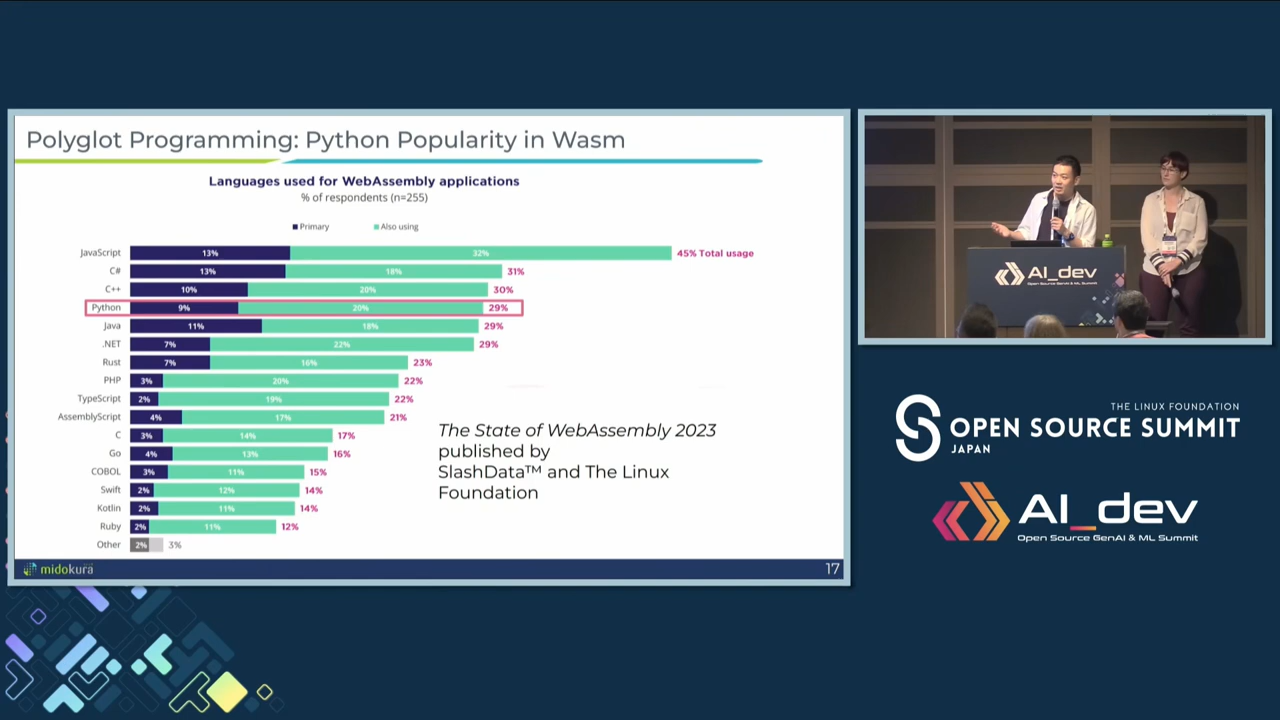 Polyglot Programming: Python Popularity in Wasm
Languages used for WebAssembly applications
% of respondents (n=255)
Primary
Also using
JavaScript 13% 32% 45% Total usage
C# 13% 18% 31%
C++ 10% 20% 30%
Python 9% 20% 29%
Java 11% 18% 29%
.NET 7% 22% 29%
Rust 7% 16% 23%
PHP 3% 20% 22%
TypeScript 2% 19% 22%
AssemblyScript 4% 17% 21%
C 3% 14% 17%
Go 4% 13% 16%
COBOL 3% 11% 15%
Swift 2% 12% 14%
Kotlin 2% 11% 14%
Ruby 2% 11% 12%
Other 2% 3%
The State of WebAssembly 2023
published by
SlashData™ and The Linux
Foundation
midokura
17
AI_dev
Open Source GenAI & ML Summit
THE LINUX FOUNDATION
OPEN SOURCE SUMMIT
JAPAN
AI_dev
Open Source GenAI & ML Summit